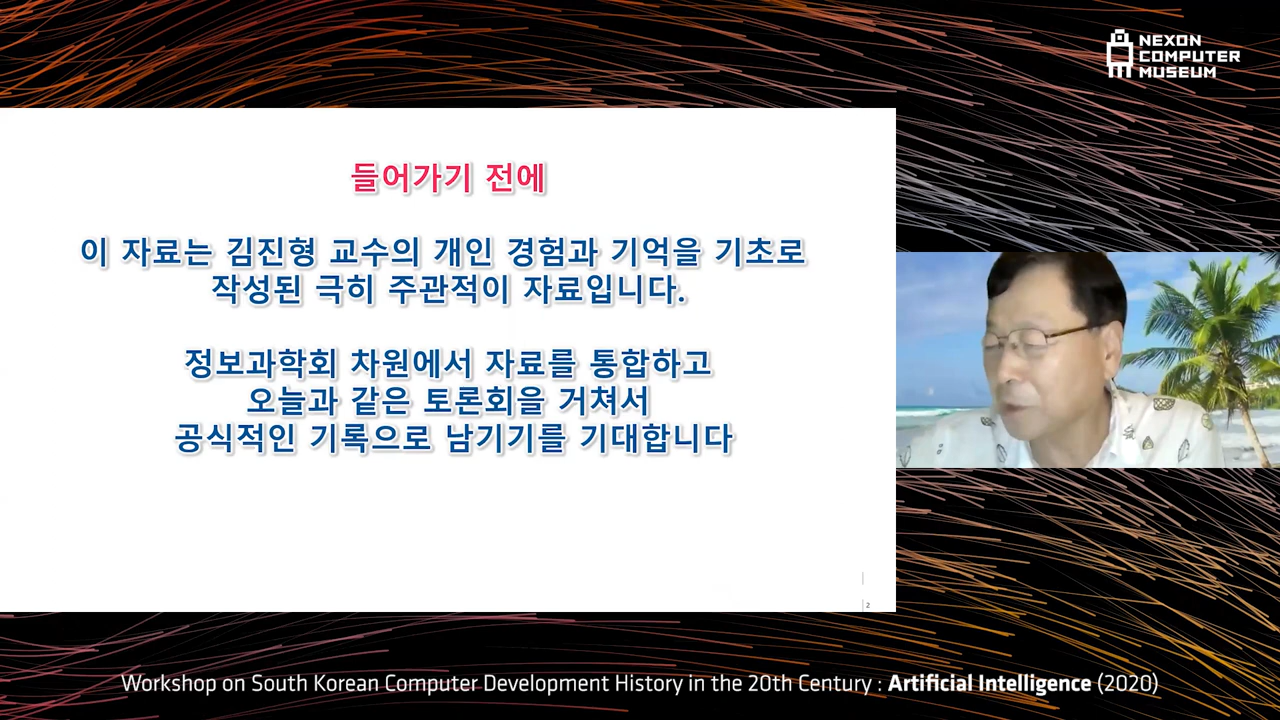 NEXON
COMPUTER
MUSEUM
들어가기 전에
이 자료는 김진형 교수의 개인 경험과 기억을 기초로
작성된 극히 주관적이 자료입니다.
정보과학회 차원에서 자료를 통합하고
오늘과 같은 토론회을 거쳐서
공식적인 기록으로 남기기를 기대합니다
2
Workshop on South Korean Computer Development History in the 20th Century : Artificial Intelligence (2020)